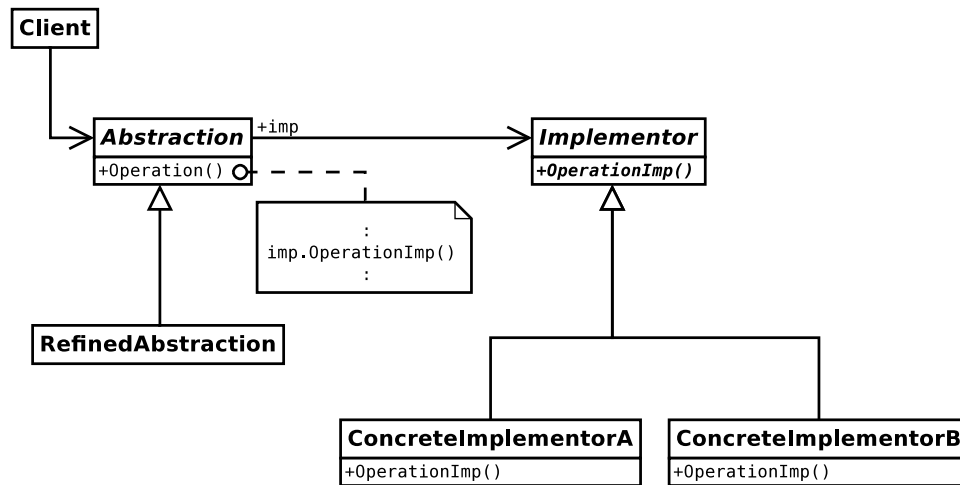 Client
Abstraction
+imp
Implementor
+Operation()
+OperationImp()
:
imp.OperationImp()
:
RefinedAbstraction
ConcreteImplementorA
ConcreteImplementorB
+OperationImp()
+OperationImp()